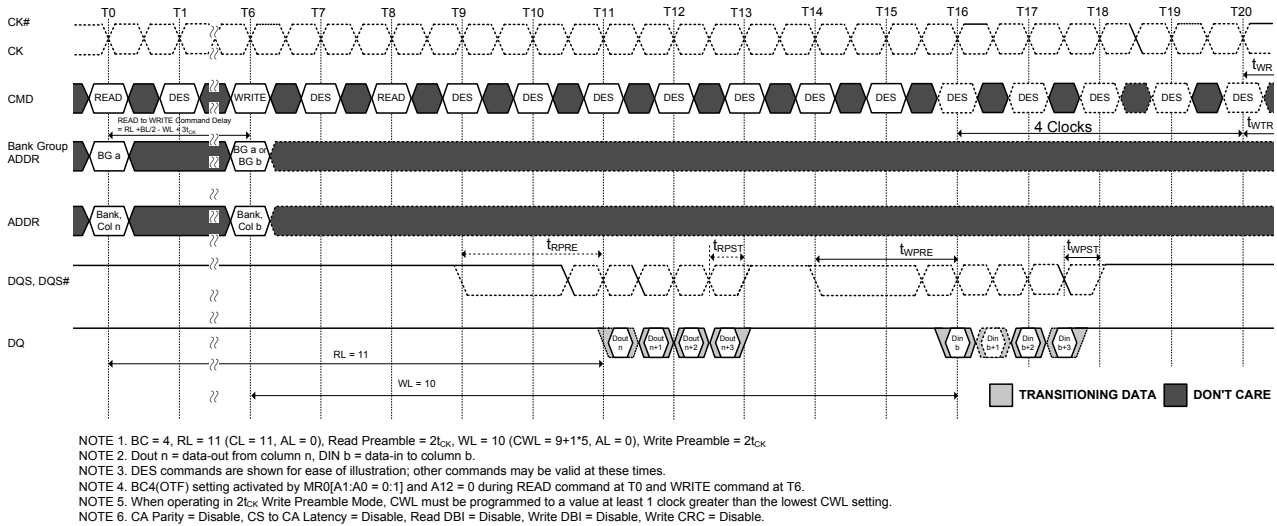 T0 T1 T6 T7 T8 T9 T10 T11 T12 T13 T14 T15 T16 T17 T18 T19 T20
CK#
CK
tWR
CMD READ DES WRITE DES READ DES DES DES DES DES DES DES DES DES DES DES DES
READ to WRITE Command Delay
= RL +BL/2 - WL + 3tCK
4 Clocks
tWTR
Bank Group
ADDR
BG a
BG a or
BG b
ADDR
Bank,
Col n
Bank,
Col b
tRPRE tRPST tWPRE tWPST
DQS, DQS#
DQ
Dout
n
Dout
n+1
Dout
n+2
Dout
n+3
Din
b
Din
b+1
Din
b+2
Din
b+3
RL = 11
WL = 10
TRANSITIONING DATA DON'T CARE
NOTE 1. BC = 4, RL = 11 (CL = 11, AL = 0), Read Preamble = 2tCK, WL = 10 (CWL = 9+1*5, AL = 0), Write Preamble = 2tCK
NOTE 2. Dout n = data-out from column n, DIN b = data-in to column b.
NOTE 3. DES commands are shown for ease of illustration; other commands may be valid at these times.
NOTE 4. BC4(OTF) setting activated by MR0[A1:A0 = 0:1] and A12 = 0 during READ command at T0 and WRITE command at T6.
NOTE 5. When operating in 2tCK Write Preamble Mode, CWL must be programmed to a value at least 1 clock greater than the lowest CWL setting.
NOTE 6. CA Parity = Disable, CS to CA Latency = Disable, Read DBI = Disable, Write DBI = Disable, Write CRC = Disable.